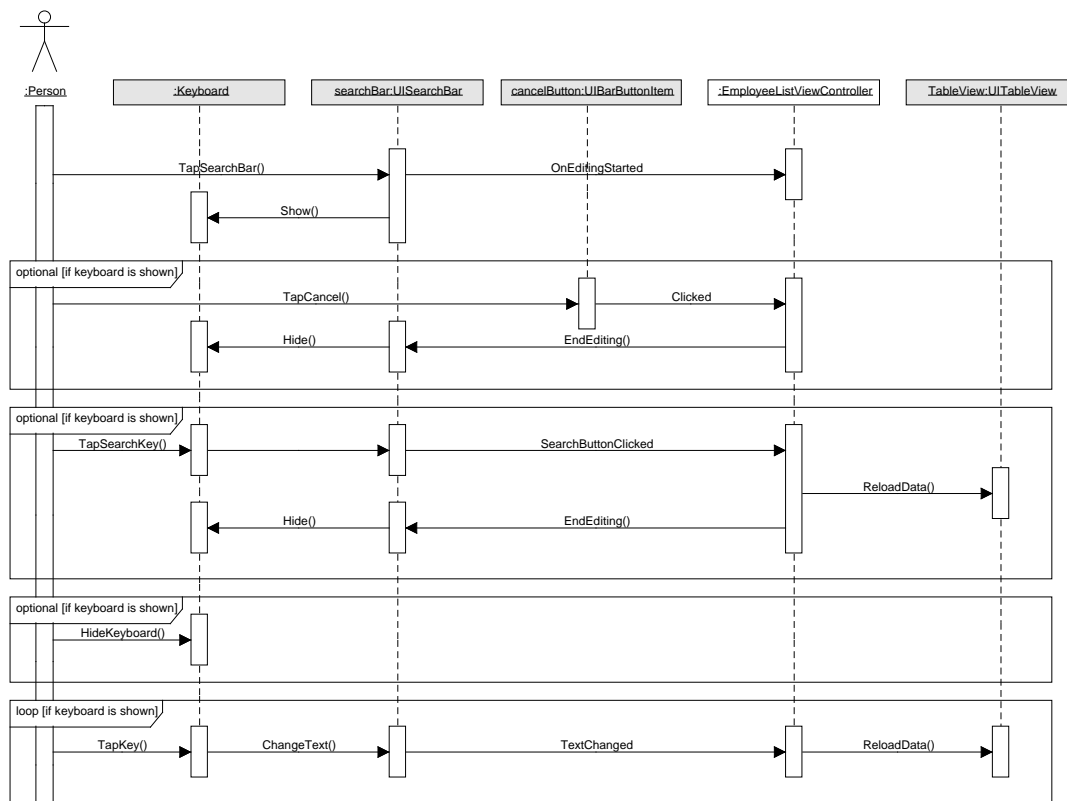 :Person
:Keyboard
searchBar:UISearchBar
cancelButton:UIBarButtonItem
:EmployeeListViewController
TableView:UITableView
TapSearchBar()
OnEditingStarted
Show()
optional [if keyboard is shown]
TapCancel()
Clicked
Hide()
EndEditing()
optional [if keyboard is shown]
TapSearchKey()
SearchButtonClicked
ReloadData()
Hide()
EndEditing()
optional [if keyboard is shown]
HideKeyboard()
loop [if keyboard is shown]
TapKey()
ChangeText()
TextChanged
ReloadData()